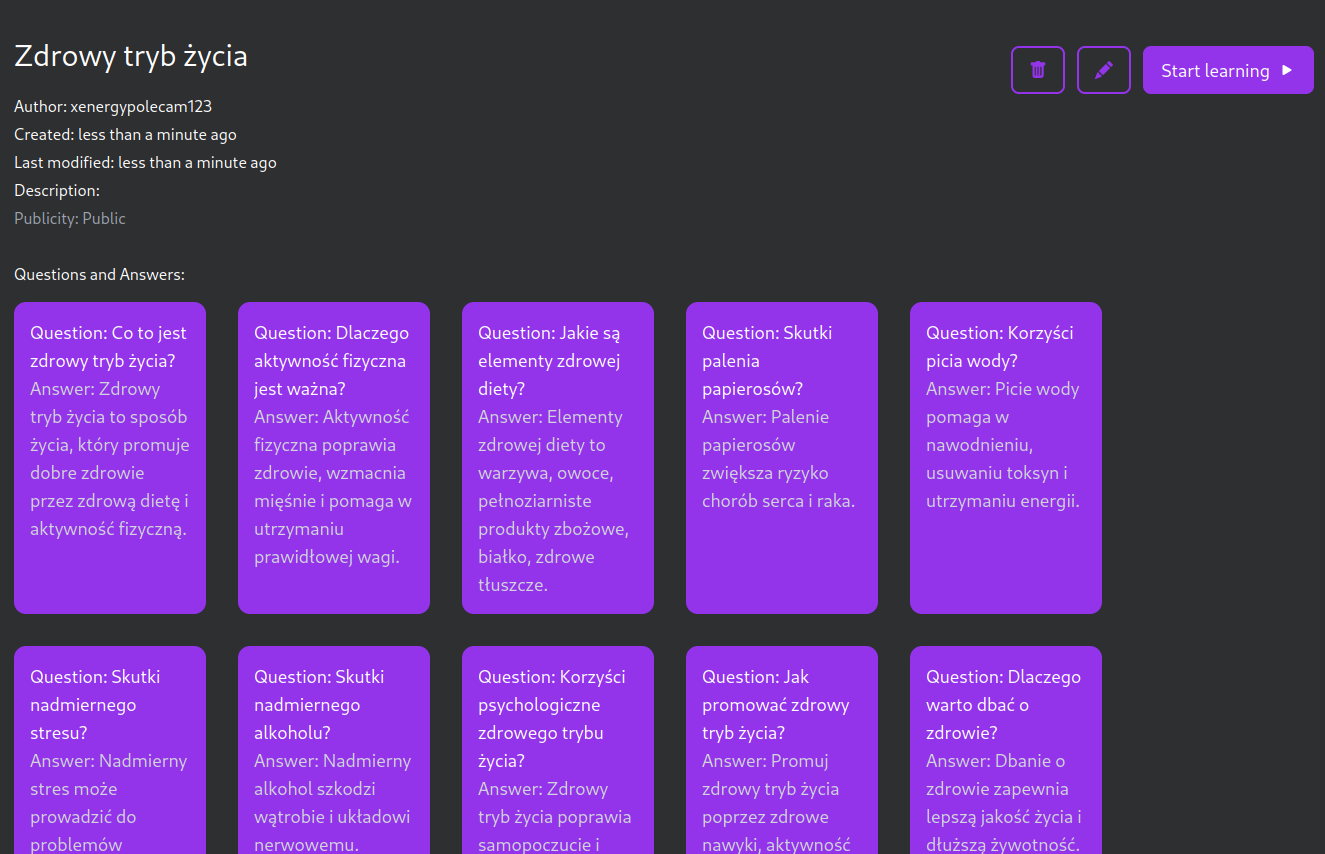 Zdrowy tryb życia
Start learning
Author: xenergypolecam123
Created: less than a minute ago
Last modified: less than a minute ago
Description:
Publicity: Public
Questions and Answers:
Question: Co to jest
zdrowy tryb życia?
Answer: Zdrowy
tryb życia to sposób
życia, który promuje
dobre zdrowie
przez zdrową dietę i
aktywność fizyczną.
Question: Dlaczego
aktywność fizyczna
jest ważna?
Answer: Aktywność
fizyczna poprawia
zdrowie, wzmacnia
mięśnie i pomaga w
utrzymaniu
prawidłowej wagi.
Question: Jakie są
elementy zdrowej
diety?
Answer: Elementy
zdrowej diety to
warzywa, owoce,
pełnoziarniste
produkty zbożowe,
białko, zdrowe
tłuszcze.
Question: Skutki
palenia
papierosów?
Answer: Palenie
papierosów
zwiększa ryzyko
chorób serca i raka.
Question: Korzyści
picia wody?
Answer: Picie wody
pomaga w
nawodnieniu,
usuwaniu toksyn i
utrzymaniu energii.
Question: Skutki
nadmiernego
stresu?
Answer: Nadmierny
stres może
prowadzić do
problemów
Question: Skutki
nadmiernego
alkoholu?
Answer: Nadmierny
alkohol szkodzi
wątrobie i układowi
nerwowemu.
Question: Korzyści
psychologiczne
zdrowego trybu
życia?
Answer: Zdrowy
tryb życia poprawia
samopoczucie i
Question: Jak
promować zdrowy
tryb życia?
Answer: Promuj
zdrowy tryb życia
poprzez zdrowe
nawyki, aktywność
Question: Dlaczego
warto dbać o
zdrowie?
Answer: Dbanie o
zdrowie zapewnia
lepszą jakość życia i
dłuższą żywotność.